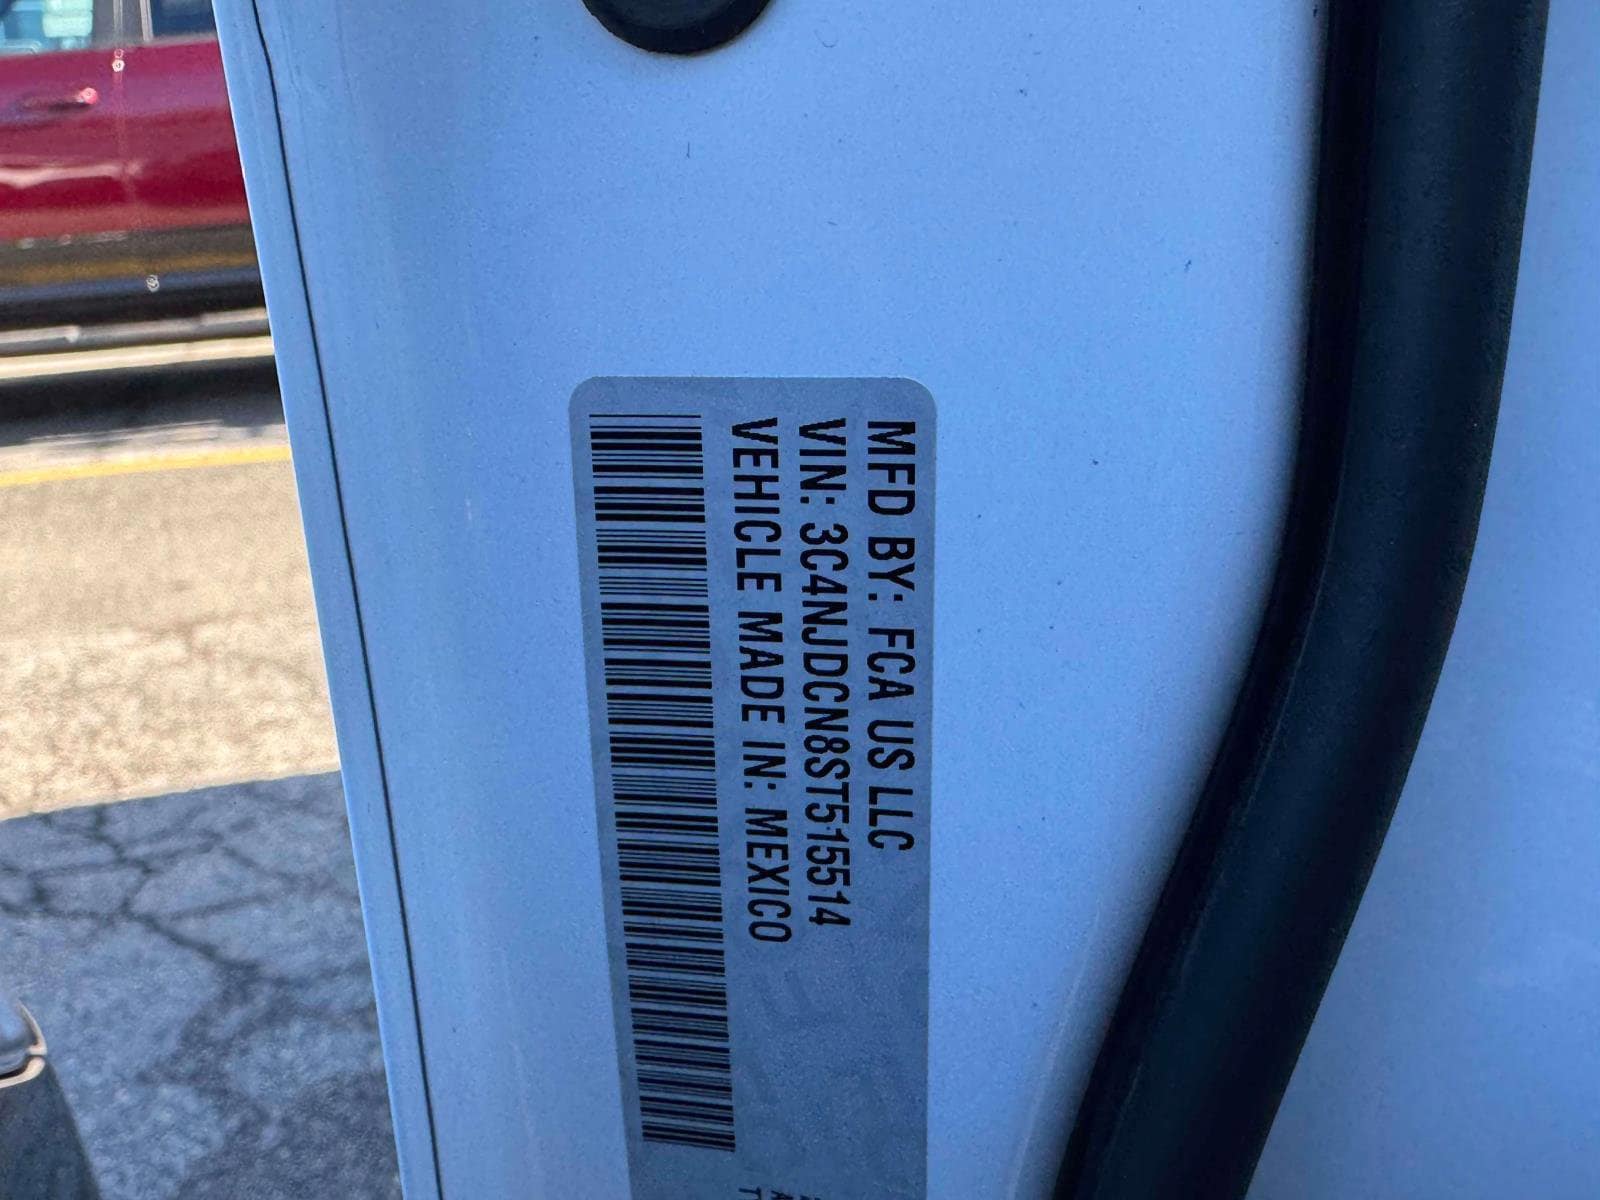 MFD BY: FCA US LLC
VIN: 3C4NJDCN8ST515514
VEHICLE MADE IN: MEXICO